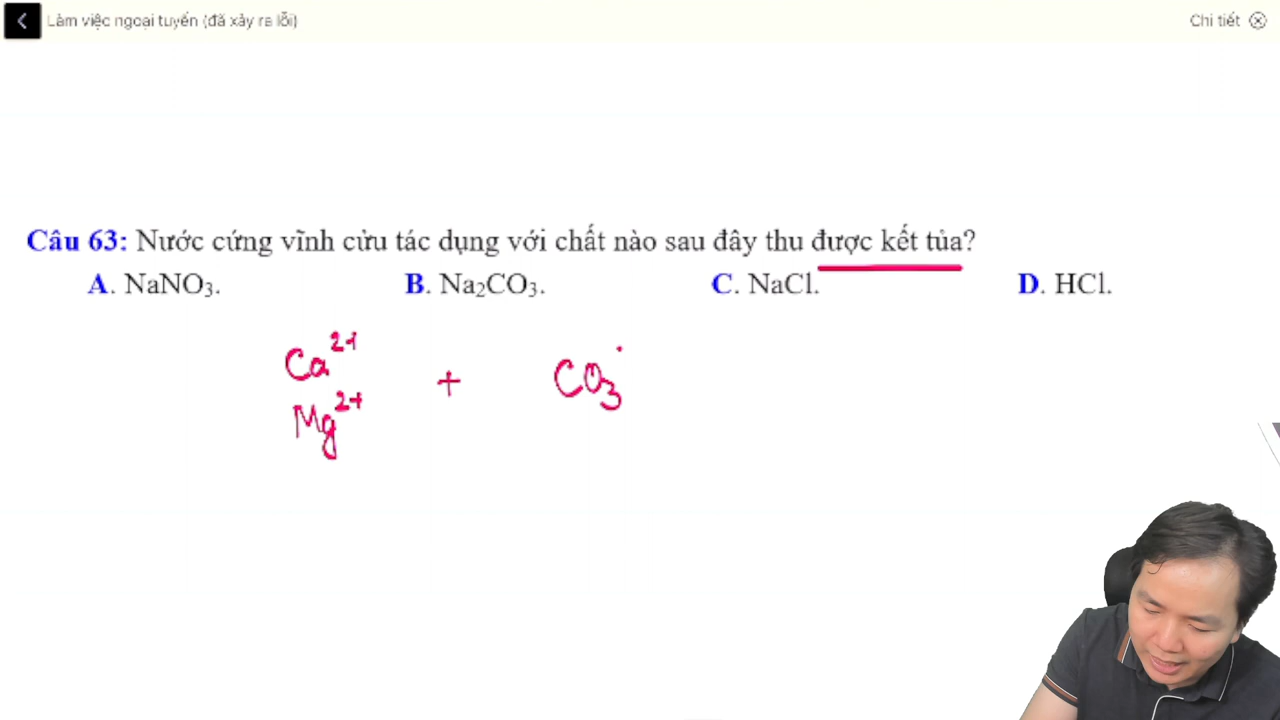 Làm việc ngoại tuyến (đã xảy ra lỗi) Chi tiết
Câu 63: Nước cứng vĩnh cửu tác dụng với chất nào sau đây thu được kết tủa?
A. NaNO₃. B. Na₂CO₃. C. NaCl. D. HCl.
Ca²⁺
Mg²⁺ + CO₃